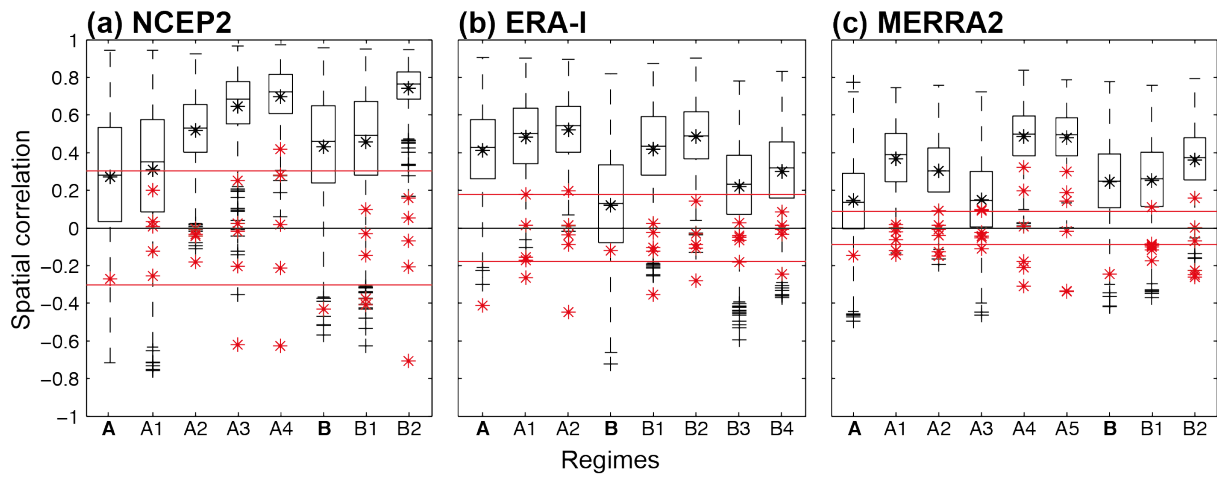 (a) NCEP2 (b) ERA-I (c) MERRA2
1
0.8
0.6
0.4
0.2
0
−0.2
−0.4
−0.6
−0.8
−1
Spatial correlation
A A1 A2 A3 A4 B B1 B2 A A1 A2 B B1 B2 B3 B4 A A1 A2 A3 A4 A5 B B1 B2
Regimes